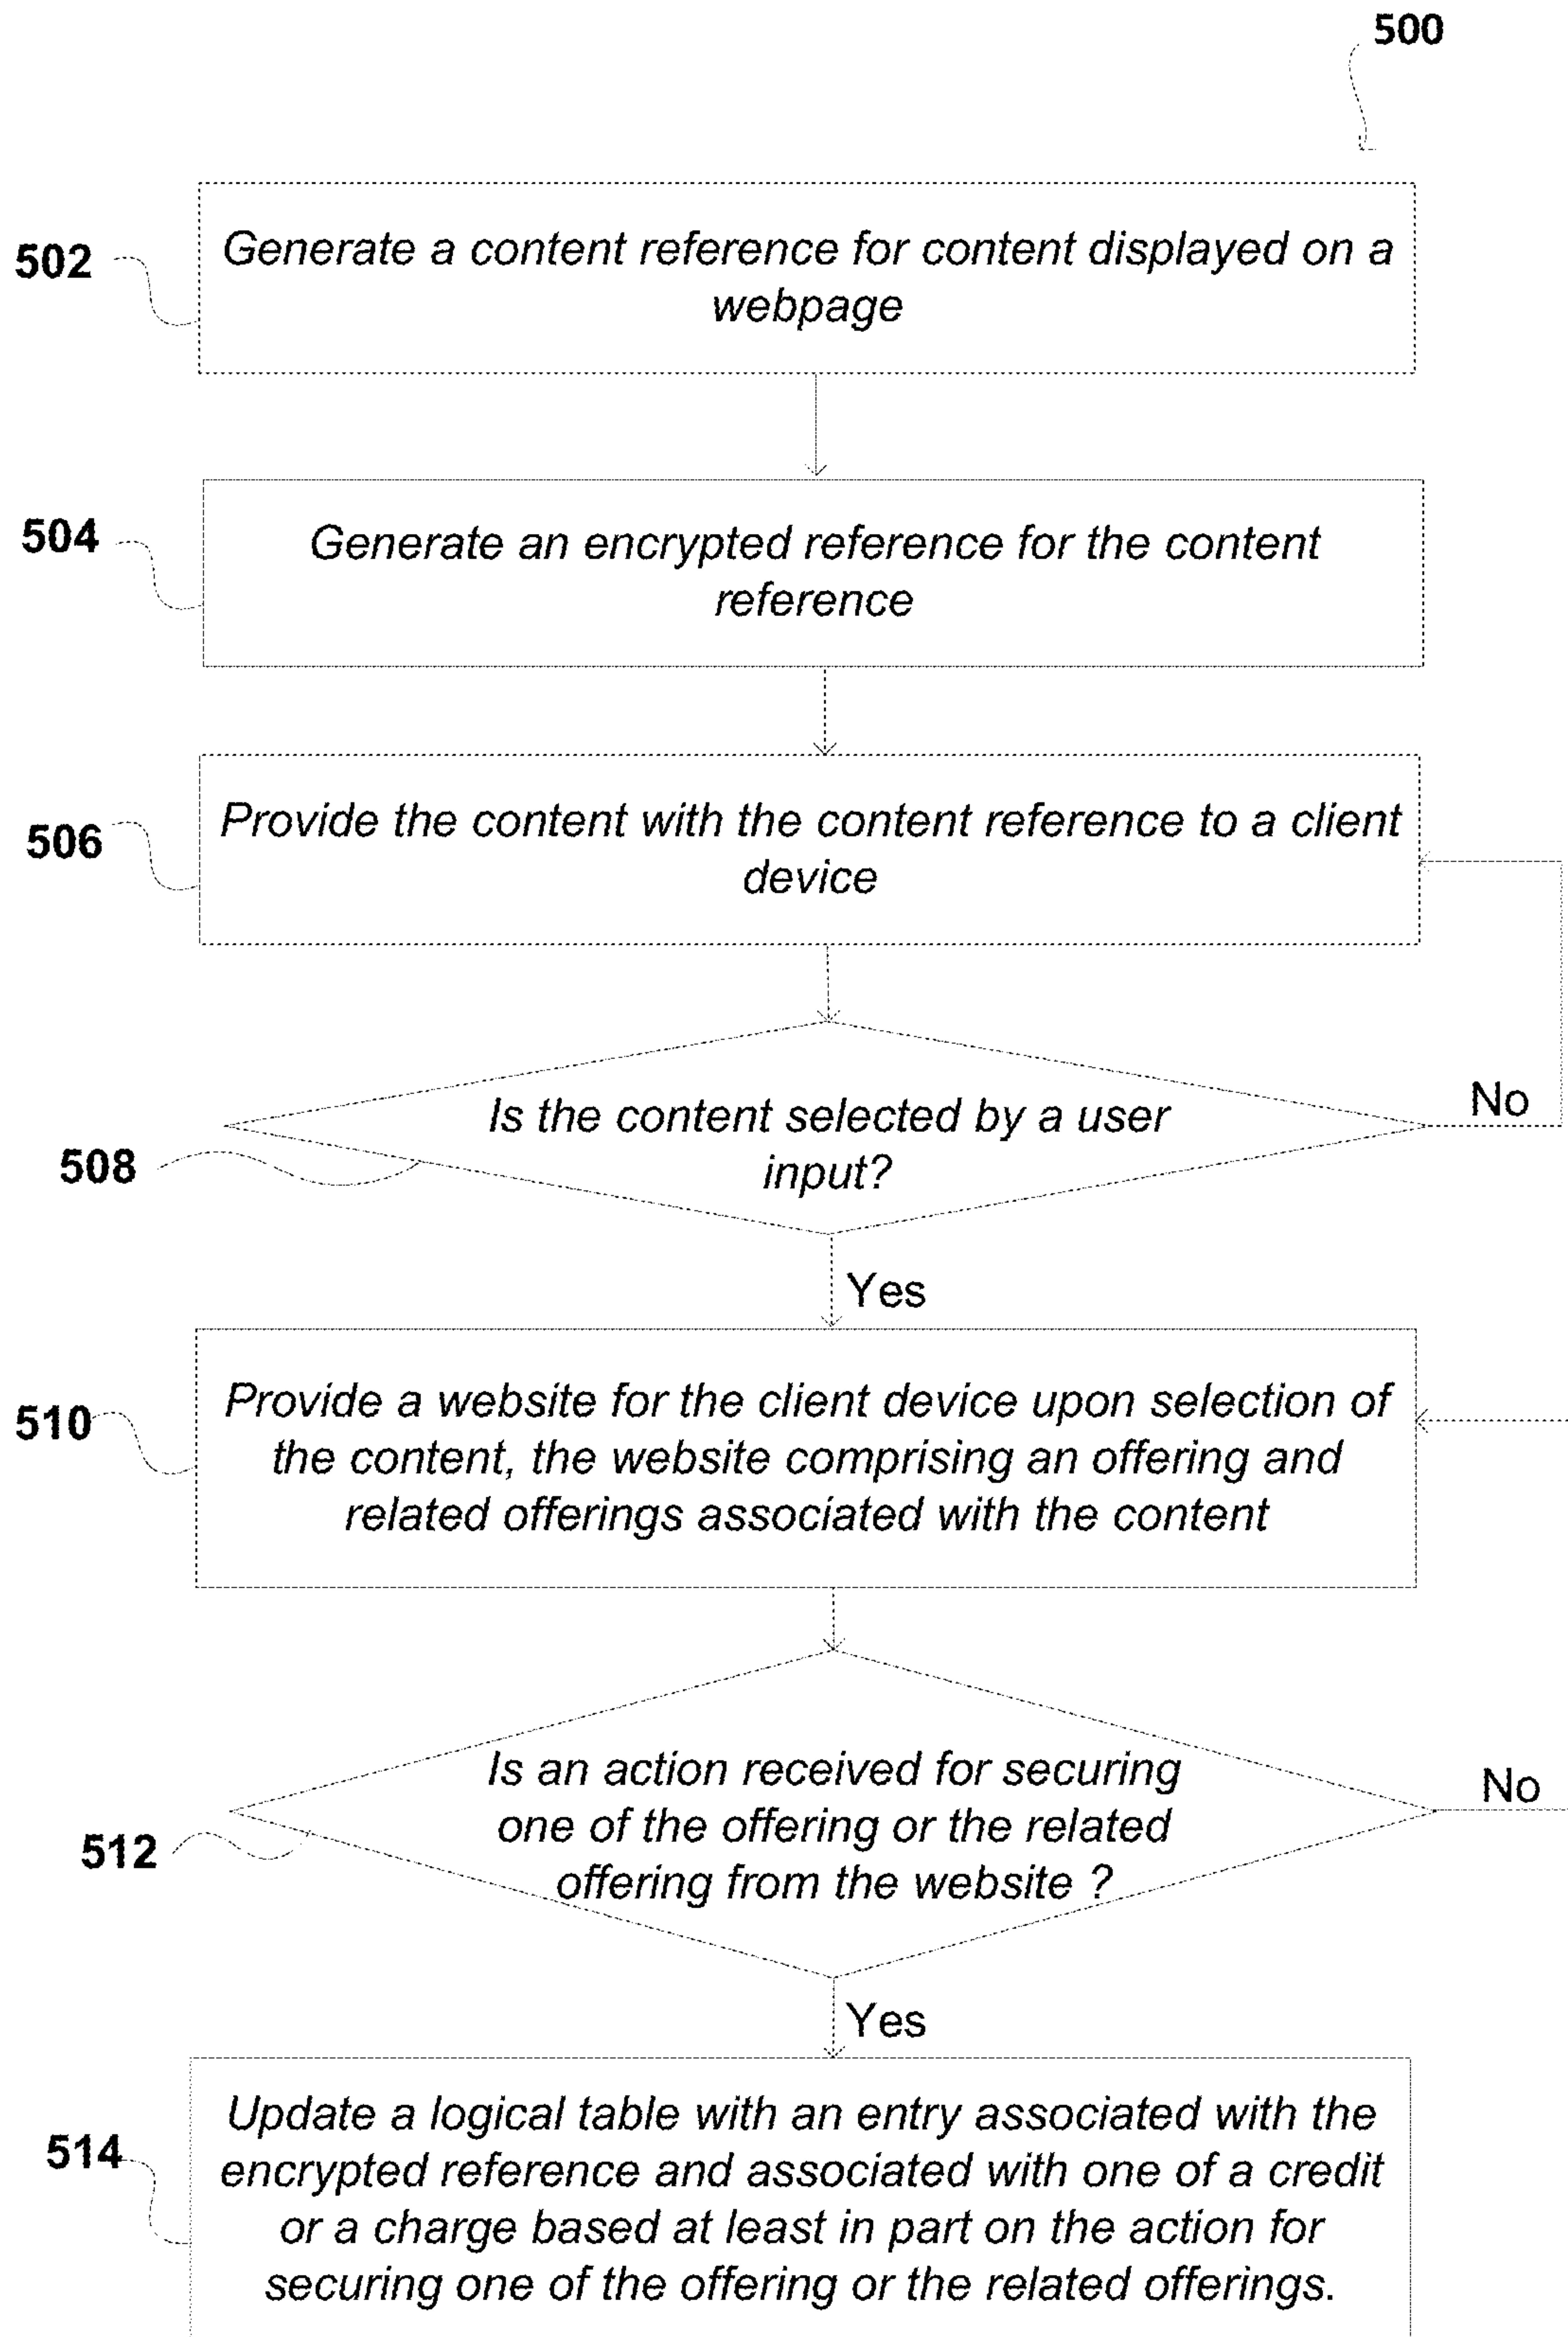 500
502
Generate a content reference for content displayed on a
webpage
504
Generate an encrypted reference for the content
reference
506
Provide the content with the content reference to a client
device
508
Is the content selected by a user
input?
No
Yes
510
Provide a website for the client device upon selection of
the content, the website comprising an offering and
related offerings associated with the content
512
Is an action received for securing
one of the offering or the related
offering from the website ?
No
Yes
514
Update a logical table with an entry associated with the
encrypted reference and associated with one of a credit
or a charge based at least in part on the action for
securing one of the offering or the related offerings.